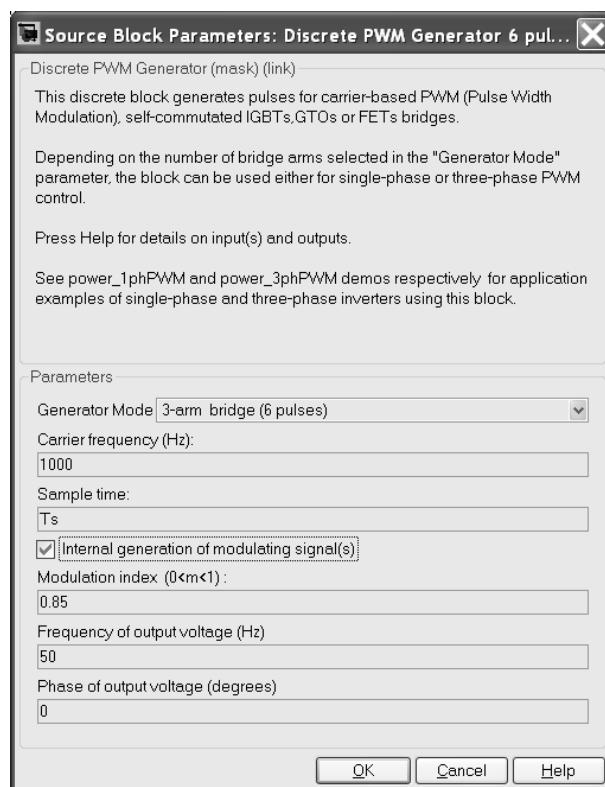 Source Block Parameters: Discrete PWM Generator 6 pul...
Discrete PWM Generator (mask) (link)
This discrete block generates pulses for carrier-based PWM (Pulse Width
Modulation), self-commutated IGBTs,GTOs or FETs bridges.
Depending on the number of bridge arms selected in the "Generator Mode"
parameter, the block can be used either for single-phase or three-phase PWM
control.
Press Help for details on input(s) and outputs.
See power_1phPWM and power_3phPWM demos respectively for application
examples of single-phase and three-phase inverters using this block.
Parameters
Generator Mode 3-arm bridge (6 pulses)
Carrier frequency (Hz):
1000
Sample time:
Ts
Internal generation of modulating signal(s)
Modulation index (0<m<1) :
0.85
Frequency of output voltage (Hz)
50
Phase of output voltage (degrees)
0
OK Cancel Help